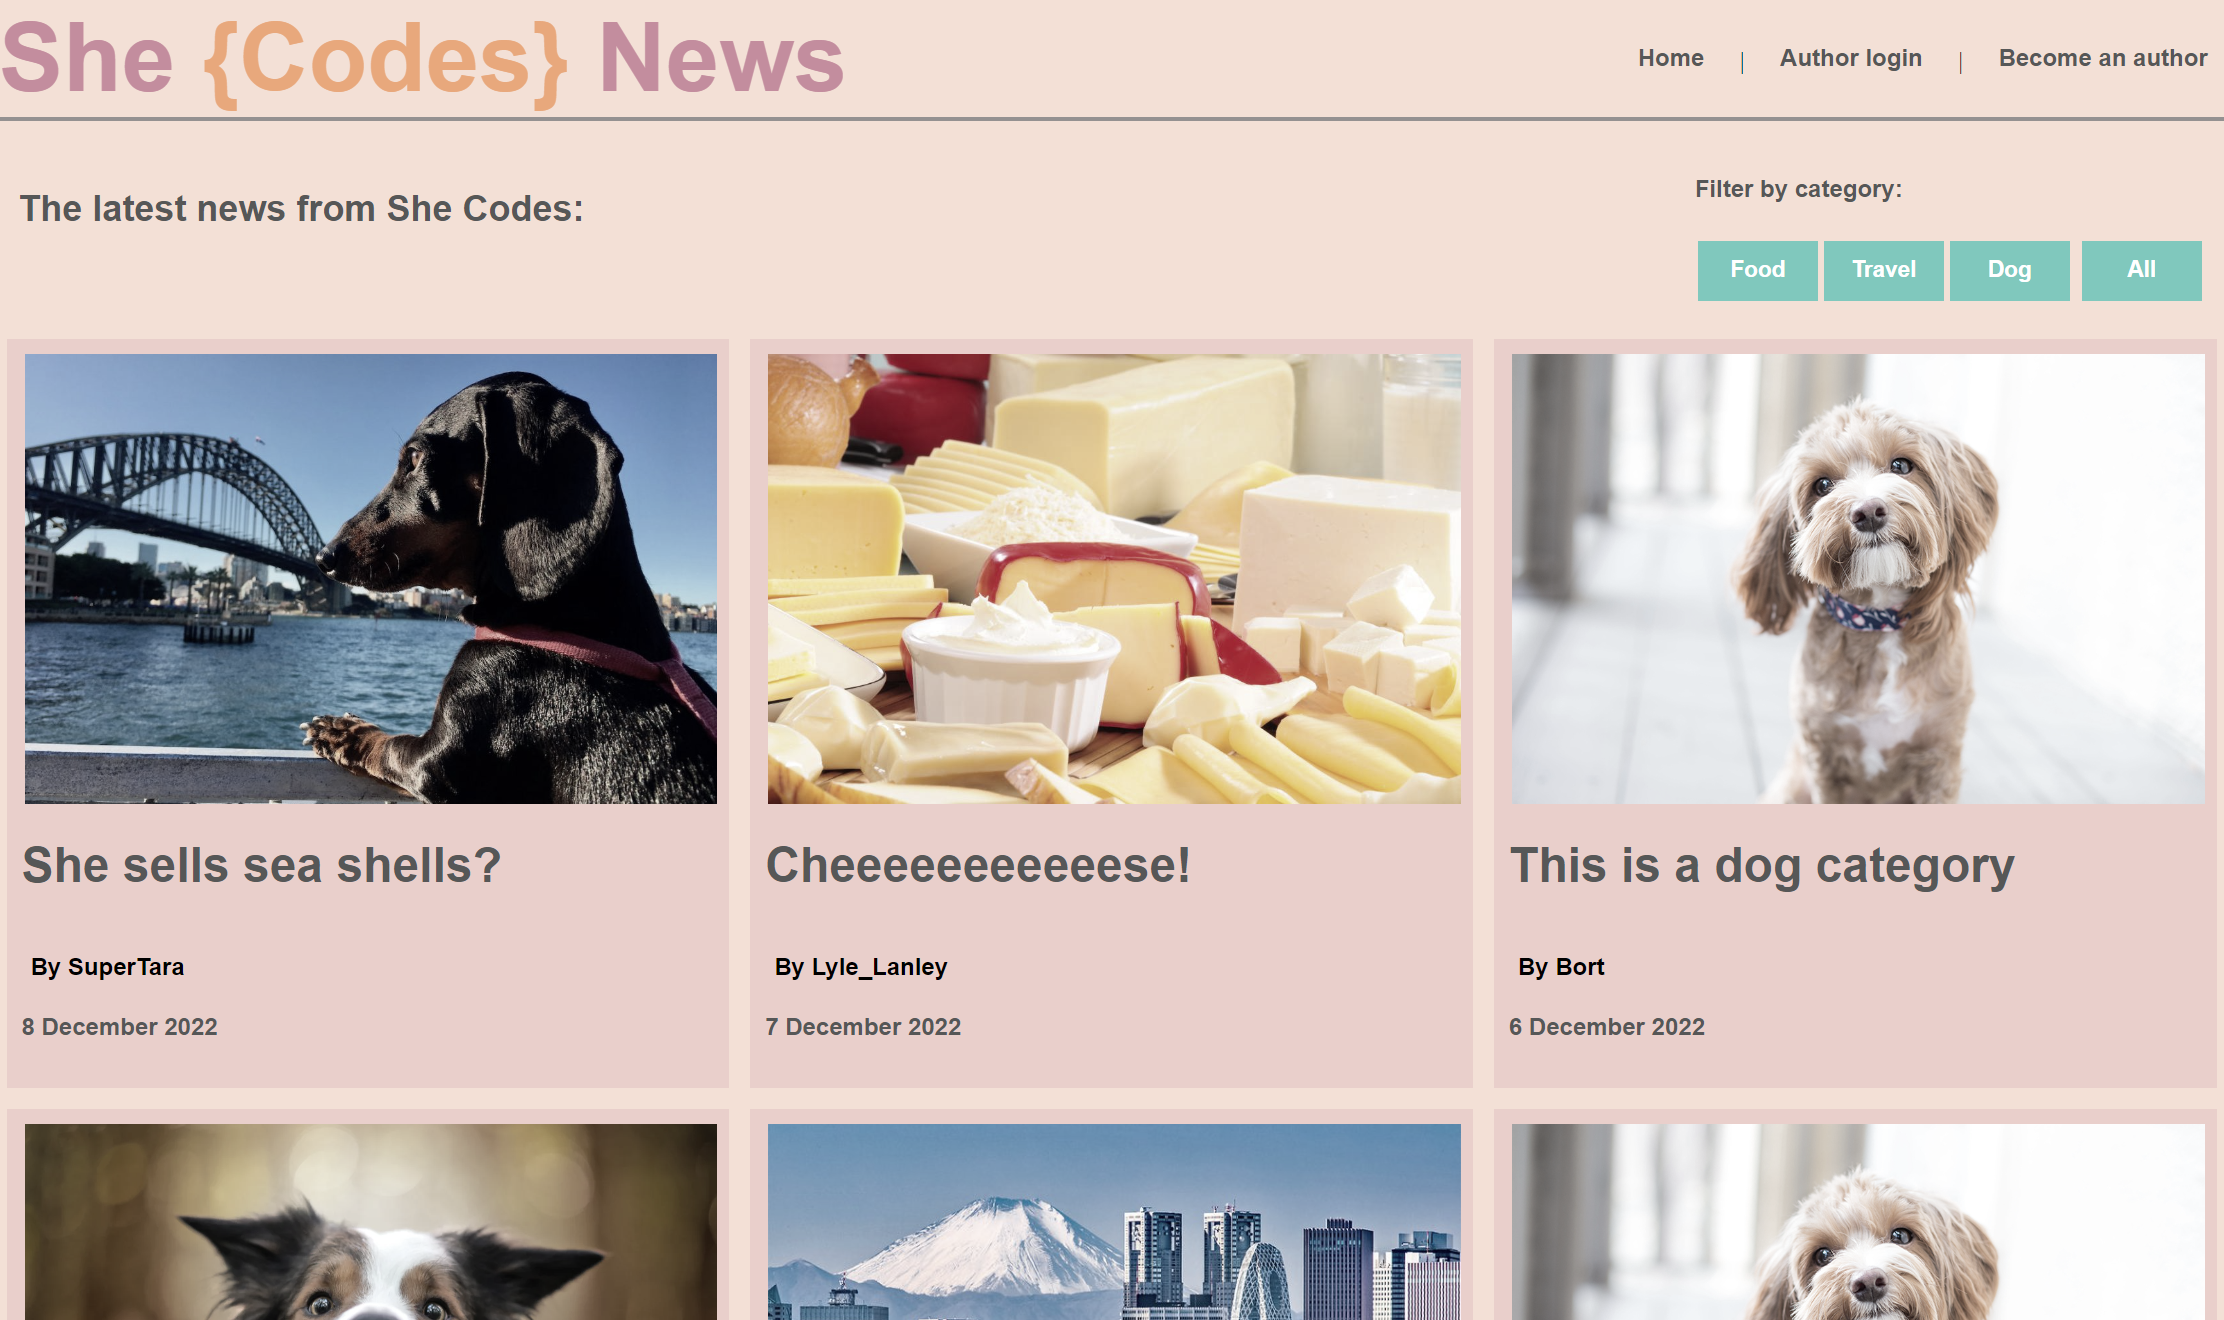 She {Codes} News
Home | Author login | Become an author
The latest news from She Codes:
Filter by category:
Food Travel Dog All
She sells sea shells?
By SuperTara
8 December 2022
Cheeeeeeeeeeese!
By Lyle_Lanley
7 December 2022
This is a dog category
By Bort
6 December 2022